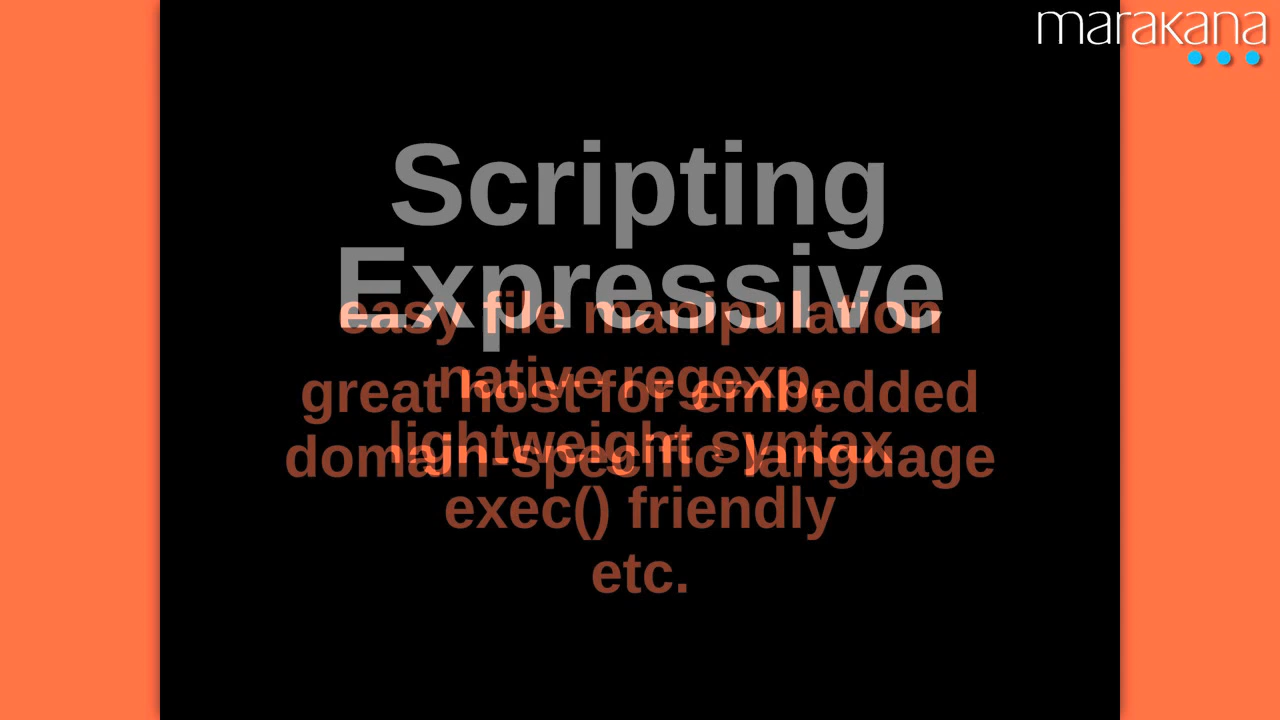 marakana
Scripting
Expressive
easy file manipulation
native regexp,
great host for embedded
lightweight syntax
domain-specific language
exec() friendly
etc.